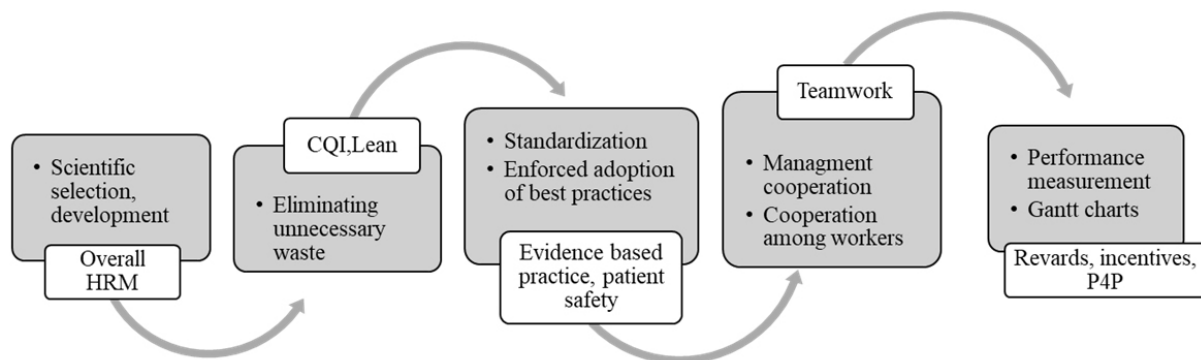 • Scientific
selection,
development
Overall
HRM
CQI,Lean
• Eliminating
unnecessary
waste
• Standardization
• Enforced adoption
of best practices
Evidence based
practice, patient
safety
Teamwork
• Managment
cooperation
• Cooperation
among workers
• Performance
measurement
• Gantt charts
Revards, incentives,
P4P